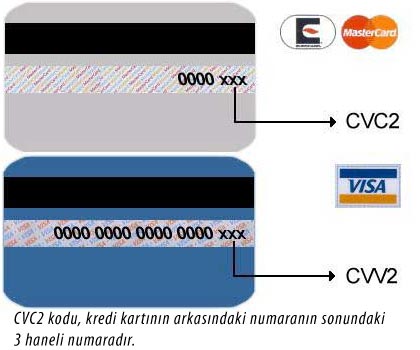 MasterCard
0000 xxx
CVC2
VISA
0000 0000 0000 0000 xxx
CVV2
CVC2 kodu, kredi kartının arkasındaki numaranın sonundaki
3 haneli numaradır.